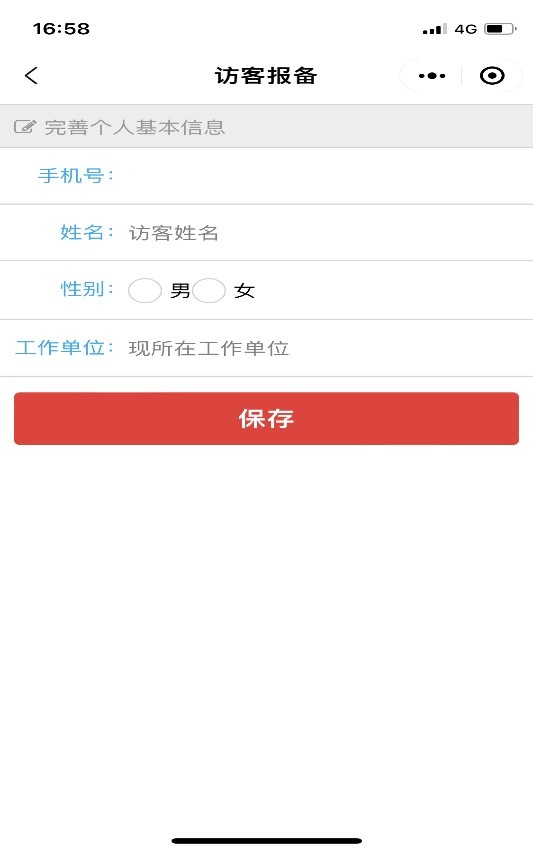 16:58
4G
访客报备
完善个人基本信息
手机号：
姓名： 访客姓名
性别： 男 女
工作单位： 现所在工作单位
保存